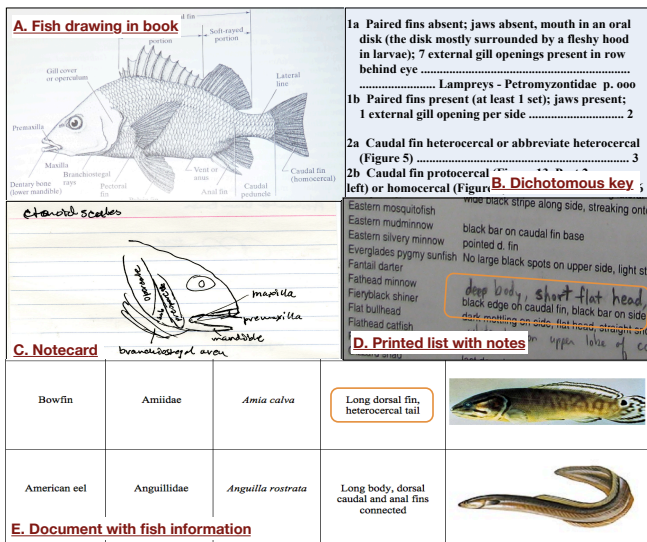 A. Fish drawing in book
d fin
portion
Soft-rayed
portion
Gill cover
or operculum
Lateral
line
Premaxilla
Maxilla
Dentary bone
(lower mandible)
Branchiostegal
rays
Pectoral
fin
Vent or
anus
Anal fin
Caudal
peduncle
Caudal fin
(homocercal)
1a Paired fins absent; jaws absent, mouth in an oral
disk (the disk mostly surrounded by a fleshy hood
in larvae); 7 external gill openings present in row
behind eye
Lampreys - Petromyzontidae p. ooo
1b Paired fins present (at least 1 set); jaws present;
1 external gill opening per side 2
2a Caudal fin heterocercal or abbreviate heterocercal
(Figure 5) 3
2b Caudal fin protocercal
left) or homocercal
B. Dichotomous key
ctenoid scales
opercle
maxilla
premaxilla
mandible
branchiostegal area
C. Notecard
wide black stripe along side, streaking
Eastern mosquitofish
Eastern mudminnow black bar on caudal fin base
Eastern silvery minnow pointed d. fin
Everglades pygmy sunfish No large black spots on upper side, light
Fantail darter
Fathead minnow deep body, short flat head,
Fieryblack shiner black edge on caudal fin, black bar on side
Flat bullhead dark mottling on side, flat head, straight
Flathead catfish upper lobe of
D. Printed list with notes
Bowfin Amiidae Amia calva Long dorsal fin,
heterocercal tail
American eel Anguillidae Anguilla rostrata Long body, dorsal
caudal and anal fins
connected
E. Document with fish information